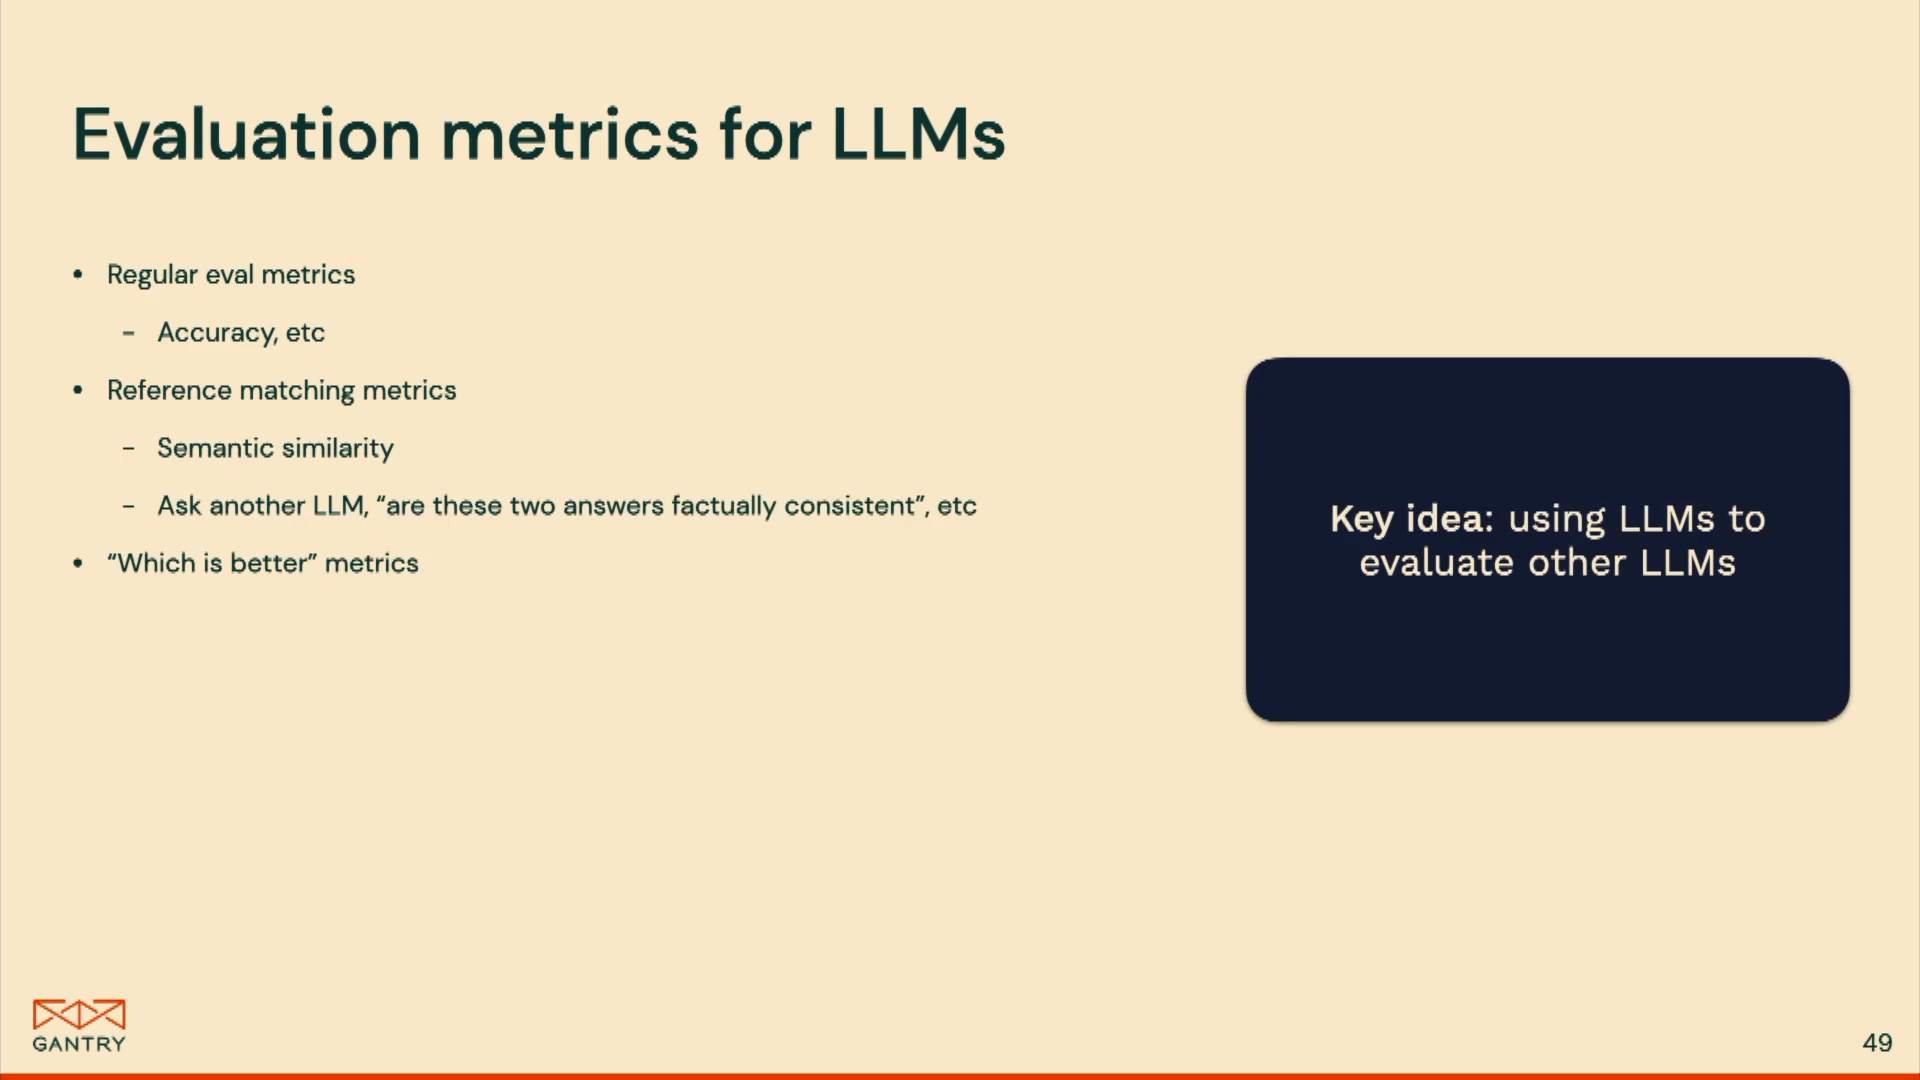 Evaluation metrics for LLMs
• Regular eval metrics
– Accuracy, etc
• Reference matching metrics
– Semantic similarity
– Ask another LLM, “are these two answers factually consistent”, etc
• “Which is better” metrics
Key idea: using LLMs to
evaluate other LLMs
GANTRY
49